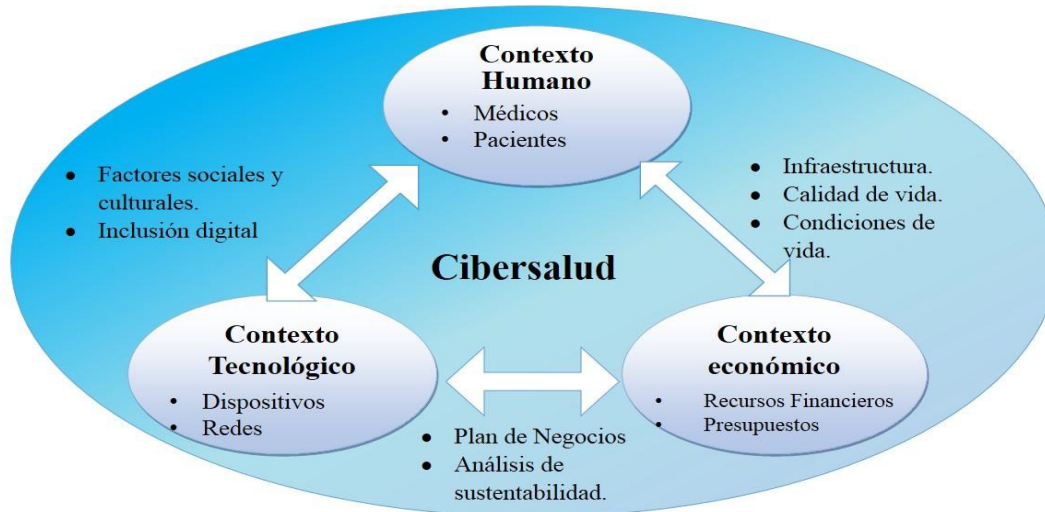 Contexto
Humano
• Médicos
• Pacientes
● Factores sociales y
culturales.
● Inclusión digital
● Infraestructura.
● Calidad de vida.
● Condiciones de
vida.
Cibersalud
Contexto
Tecnológico
• Dispositivos
• Redes
Contexto
económico
• Recursos Financieros
• Presupuestos
● Plan de Negocios
● Análisis de
sustentabilidad.